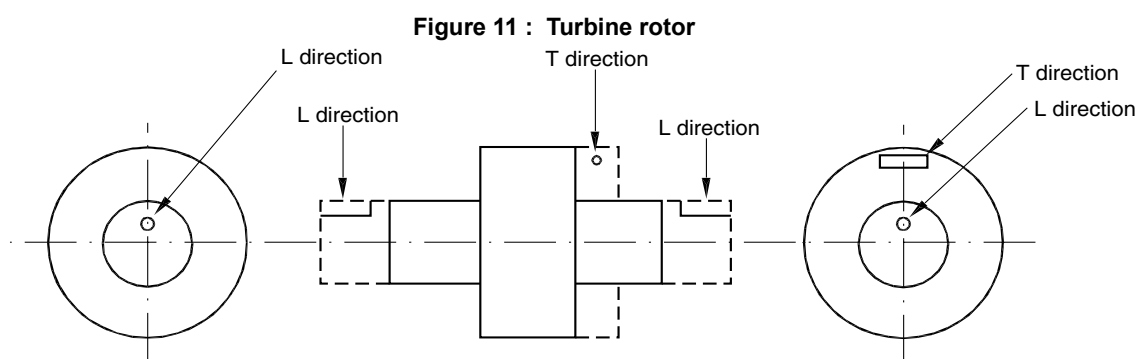 Figure 11 : Turbine rotor
L direction
T direction
L direction
L direction
T direction
L direction